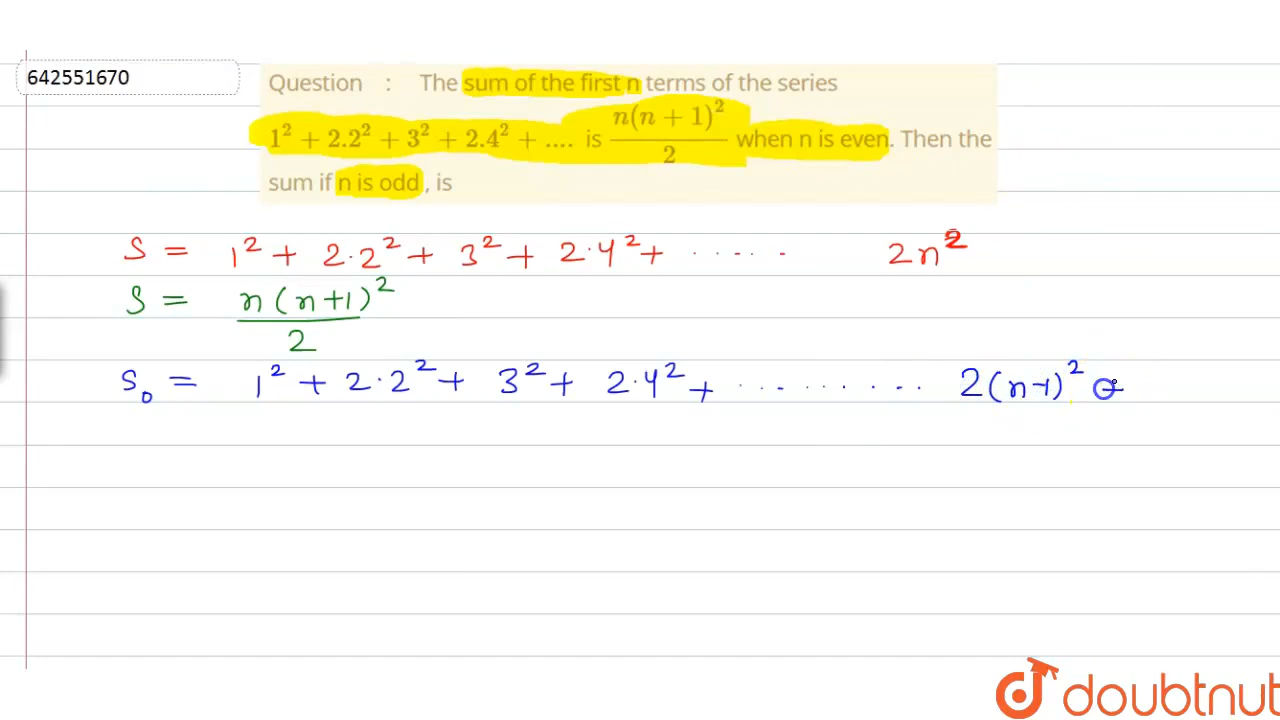 642551670
Question : The sum of the first n terms of the series
1² + 2.2² + 3² + 2.4² + .... is n(n + 1)²/2 when n is even. Then the
sum if n is odd , is
S = 1² + 2·2² + 3² + 2·4² + ····· 2n²
S = n(n+1)²/2
S₀ = 1² + 2·2² + 3² + 2·4² + ········· 2(n-1)² +
doubtnut